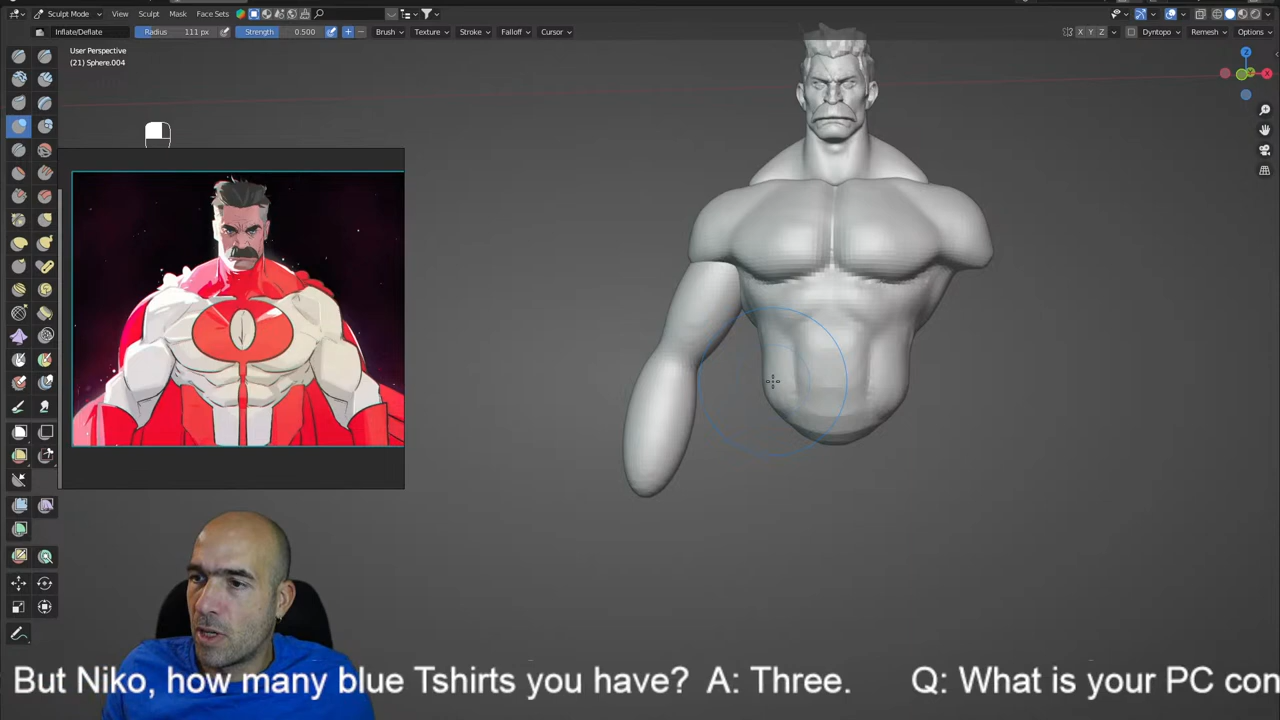 Sculpt Mode View Sculpt Mask Face Sets
Inflate/Deflate Radius 111 px Strength 0.500 Brush Texture Stroke Falloff Cursor X Y Z Dyntopo Remesh Options
User Perspective
(21) Sphere.004
Z
Y X
But Niko, how many blue Tshirts you have? A: Three. Q: What is your PC con